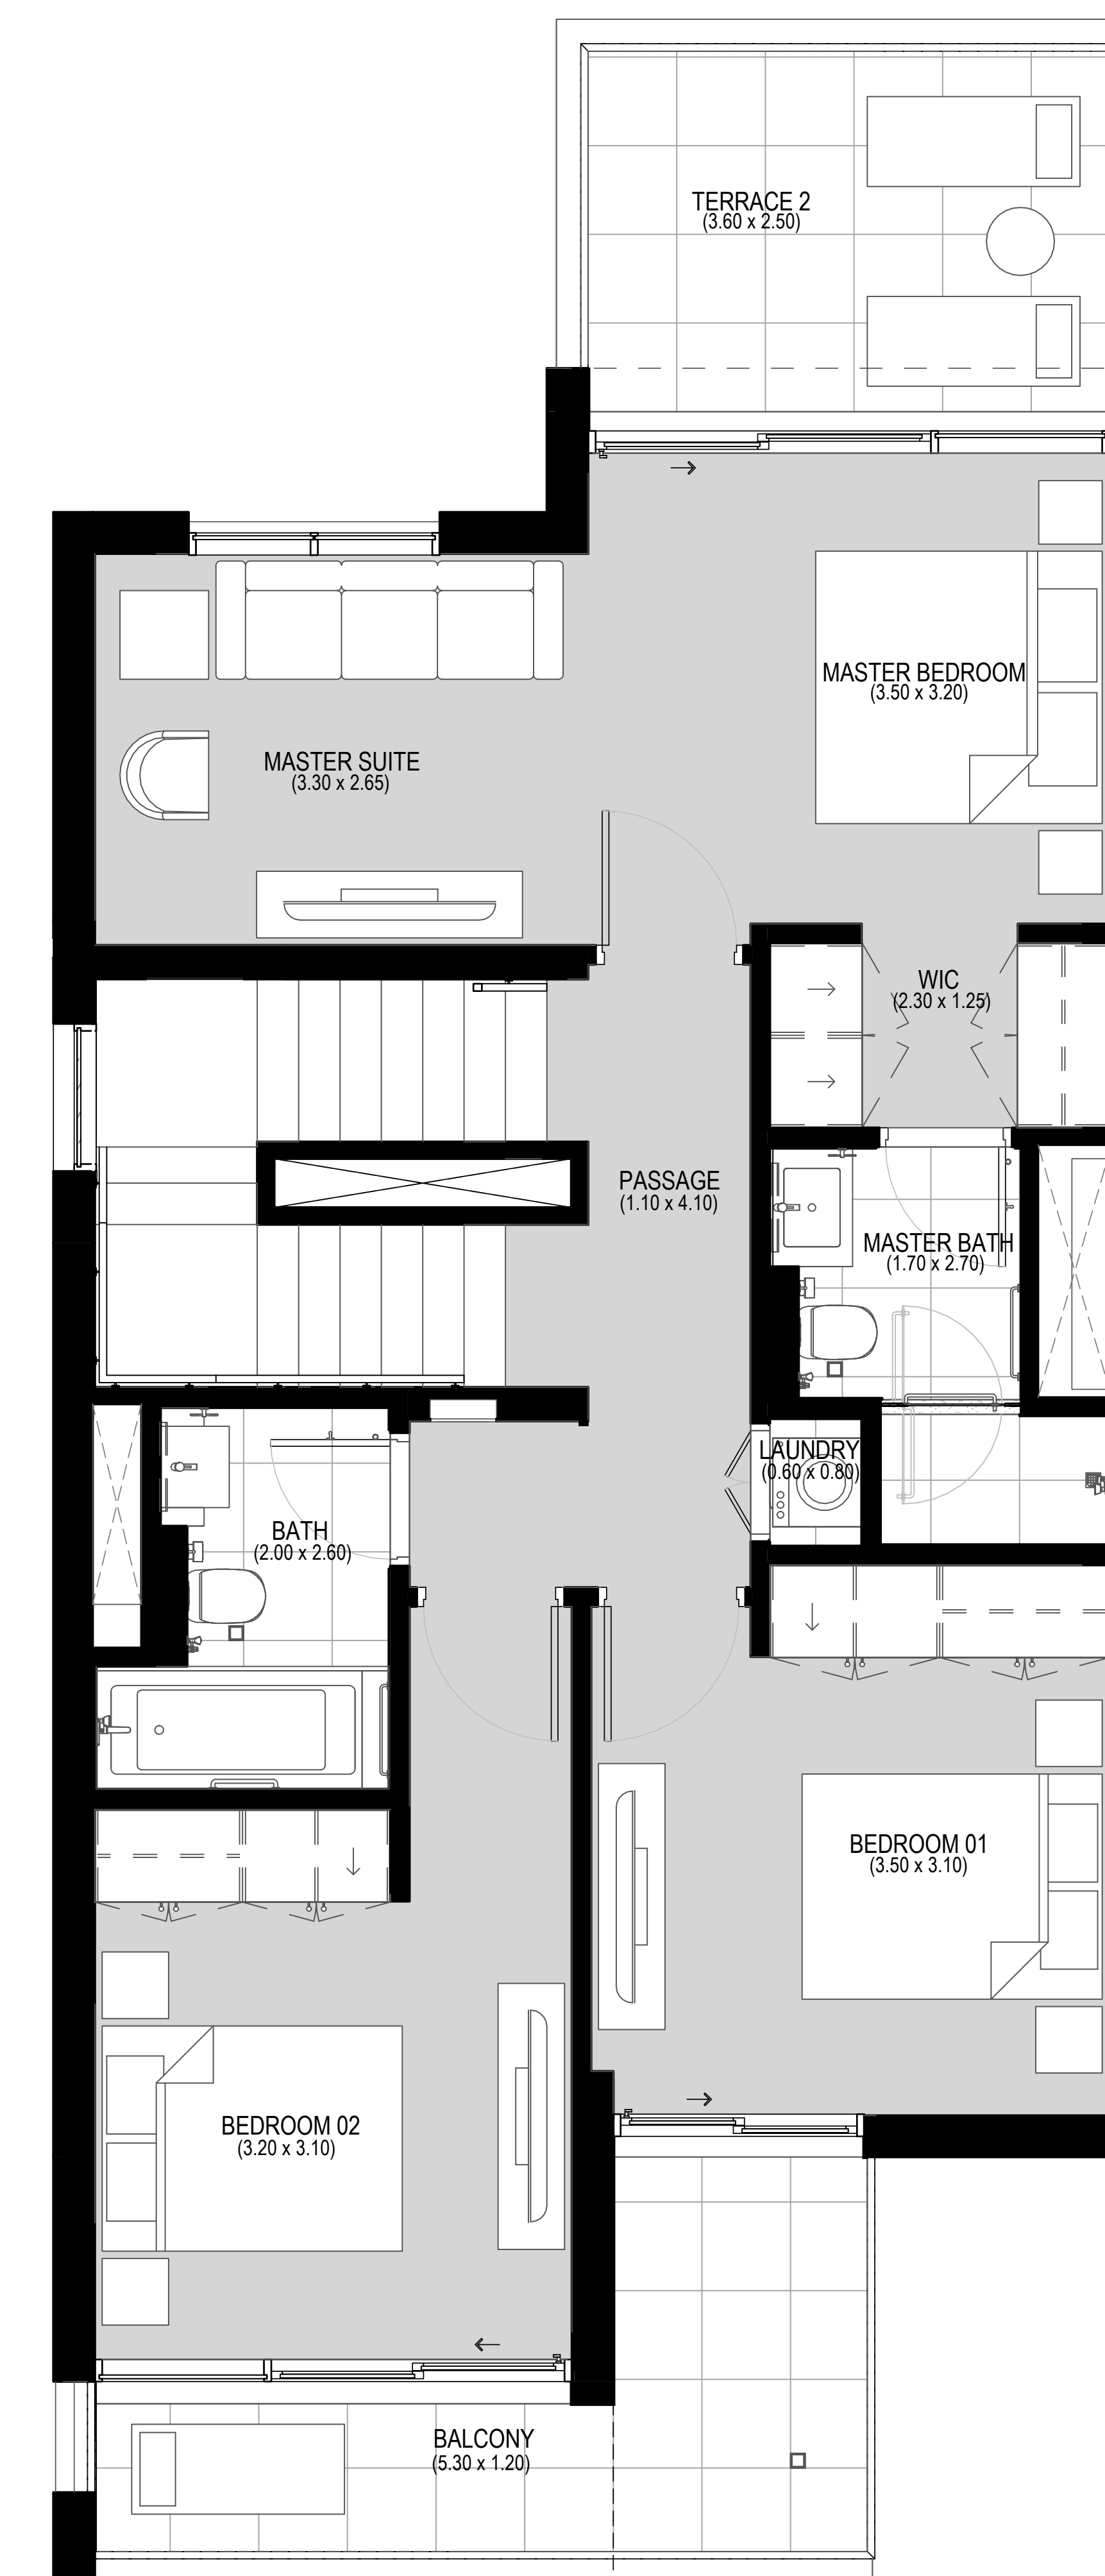 TERRACE 2
(3.60 x 2.50)
MASTER BEDROOM
(3.50 x 3.20)
MASTER SUITE
(3.30 x 2.65)
WIC
(2.30 x 1.25)
PASSAGE
(1.10 x 4.10)
MASTER BATH
(1.70 x 2.70)
LAUNDRY
(0.60 x 0.80)
BATH
(2.00 x 2.60)
BEDROOM 01
(3.50 x 3.10)
BEDROOM 02
(3.20 x 3.10)
BALCONY
(5.30 x 1.20)